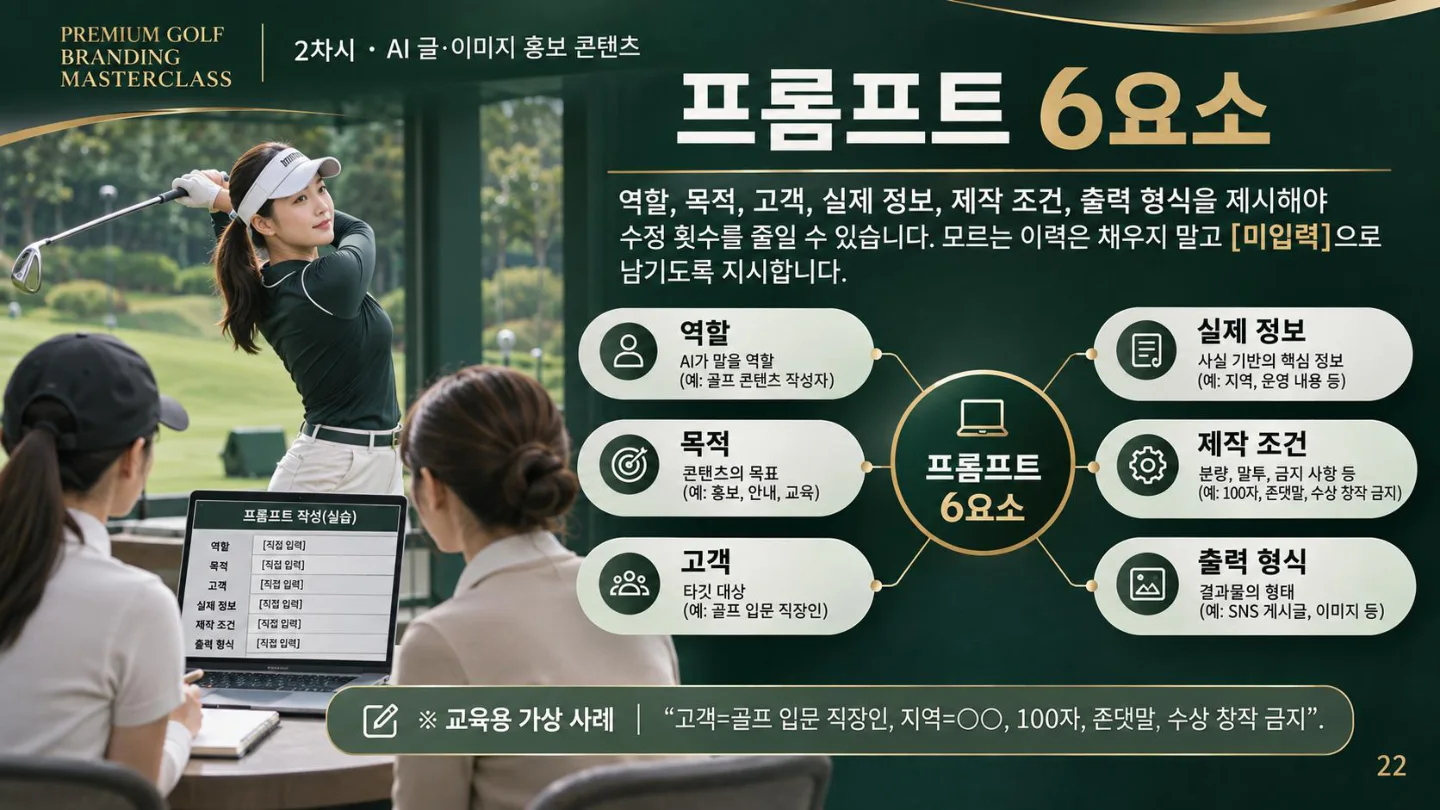 PREMIUM GOLF
BRANDING
MASTERCLASS
2차시 · AI 글·이미지 홍보 콘텐츠
프롬프트 6요소
역할, 목적, 고객, 실제 정보, 제작 조건, 출력 형식을 제시해야
수정 횟수를 줄일 수 있습니다. 모르는 이력은 채우지 말고 [미입력]으로
남기도록 지시합니다.
역할
AI가 맡을 역할
(예: 골프 콘텐츠 작성자)
목적
콘텐츠의 목표
(예: 홍보, 안내, 교육)
고객
타깃 대상
(예: 골프 입문 직장인)
프롬프트
6요소
실제 정보
사실 기반의 핵심 정보
(예: 지역, 운영 내용 등)
제작 조건
분량, 말투, 금지 사항 등
(예: 100자, 존댓말, 수상 창작 금지)
출력 형식
결과물의 형태
(예: SNS 게시글, 이미지 등)
프롬프트 작성(실습)
역할 [직접 입력]
목적 [직접 입력]
고객 [직접 입력]
실제 정보 [직접 입력]
제작 조건 [직접 입력]
출력 형식 [직접 입력]
※ 교육용 가상 사례 | “고객=골프 입문 직장인, 지역=○○, 100자, 존댓말, 수상 창작 금지”.
22